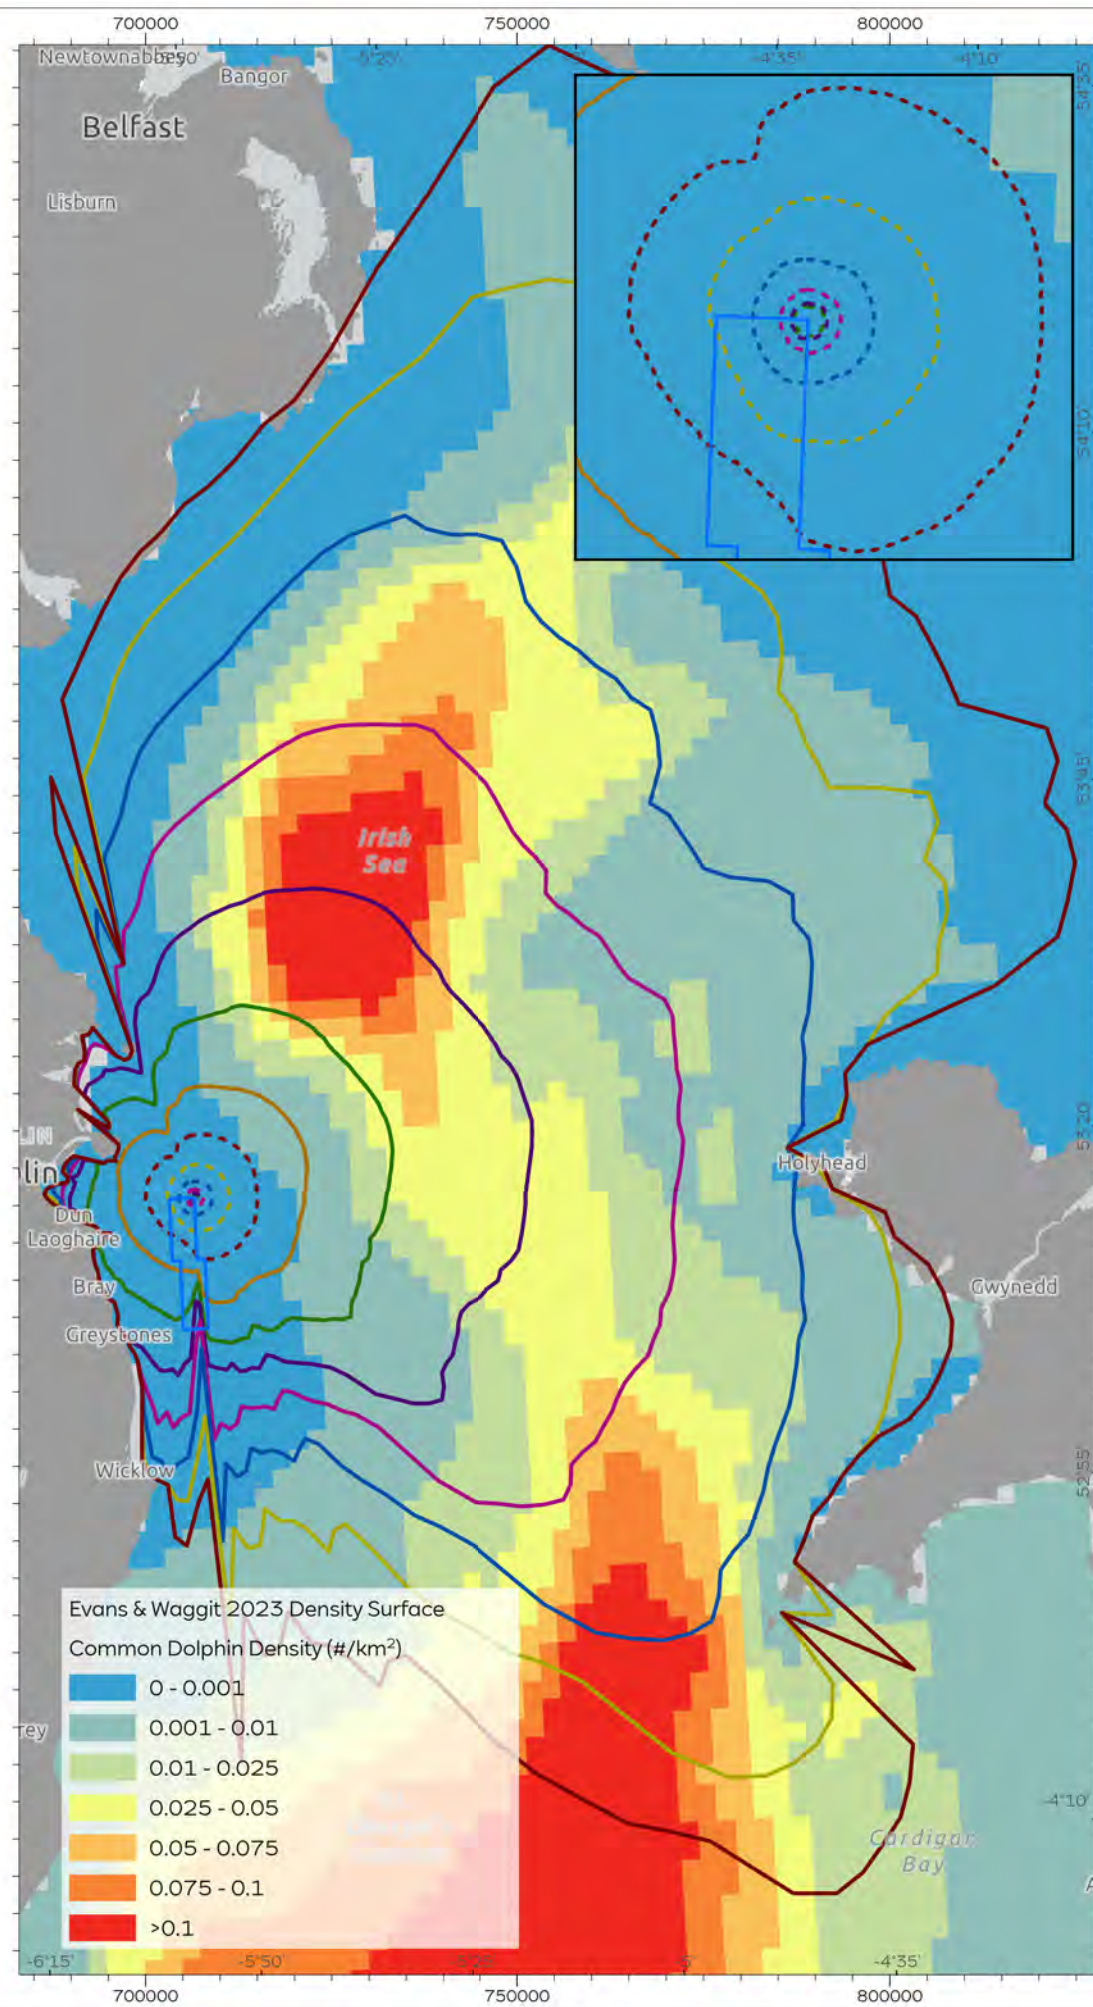 700000 750000 800000
Newtownabbey
-4°35' -4°10'
Bangor
54°35'
Belfast
Lisburn
54°10'
53°45'
Irish
Sea
53°20'
LIN
lin
Holyhead
Dun
Laoghaire
Bray
Gwynedd
Greystones
Wicklow
52°55'
Evans & Waggit 2023 Density Surface
Common Dolphin Density (#/km²)
0 - 0.001
0.001 - 0.01
rey
0.01 - 0.025
0.025 - 0.05
-4°10'
0.05 - 0.075
Cardigan
Bay
0.075 - 0.1
>0.1
-6°15' -5°50' -5°25' -5° -4°35'
700000 750000 800000